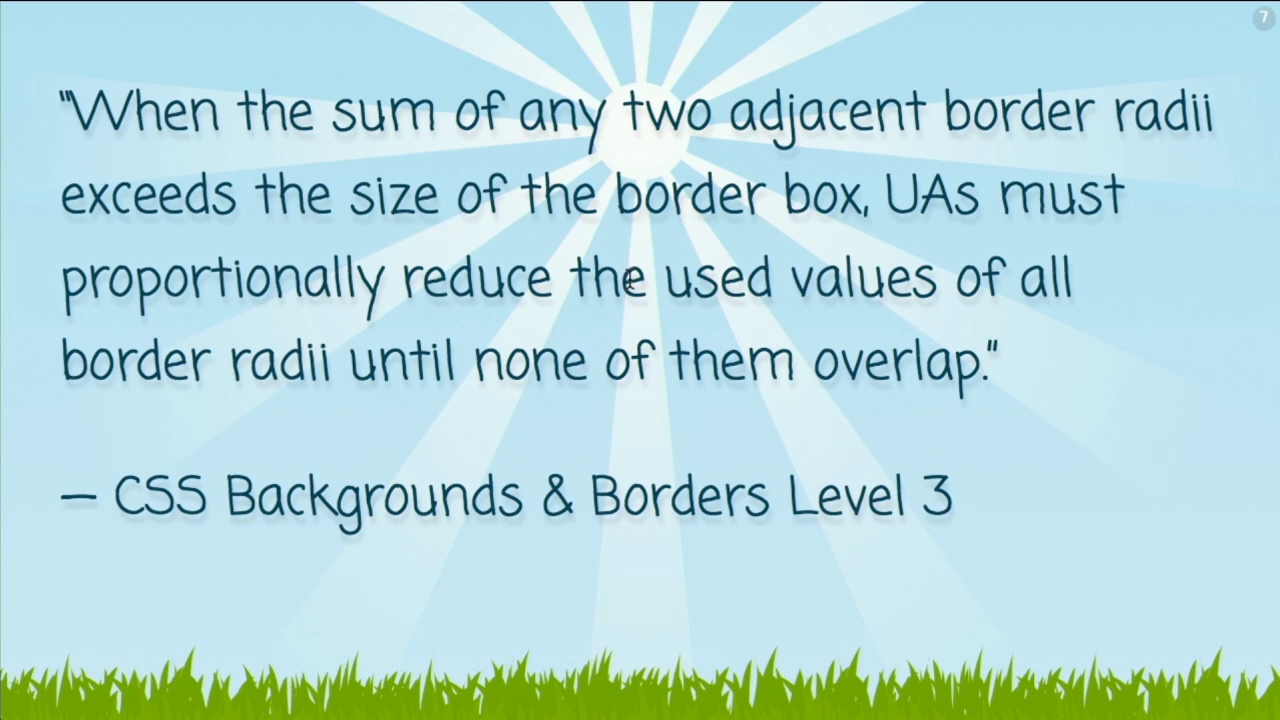 7
"When the sum of any two adjacent border radii
exceeds the size of the border box, UAs must
proportionally reduce the used values of all
border radii until none of them overlap."
– CSS Backgrounds & Borders Level 3